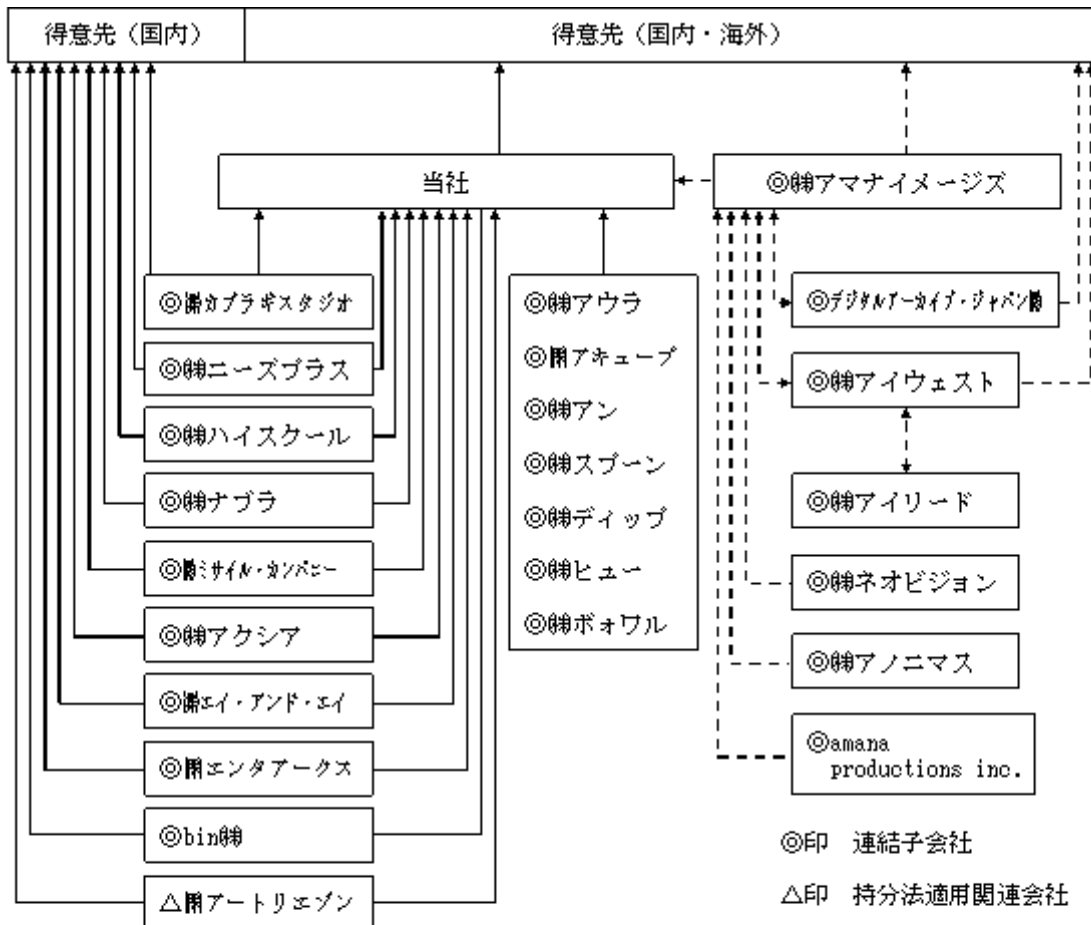 得意先（国内）
得意先（国内・海外）
当社
◎㈱アマナイメージズ
◎㈱カブラギスタジオ
◎㈱ニーズプラス
◎㈱ハイスクール
◎㈱ナブラ
◎㈱ミサイル・カンパニー
◎㈱アクシア
◎㈱エイ・アンド・エイ
◎㈲エンタアークス
◎bin㈱
△㈲アートリエゾン
◎㈱アウラ
◎㈲アキューブ
◎㈱アン
◎㈱スプーン
◎㈱ディップ
◎㈱ヒュー
◎㈱ボォワル
◎デジタルアーカイブ・ジャパン㈱
◎㈱アイウェスト
◎㈱アイリード
◎㈱ネオビジョン
◎㈱アノニマス
◎amana
productions inc.
◎印　連結子会社
△印　持分法適用関連会社